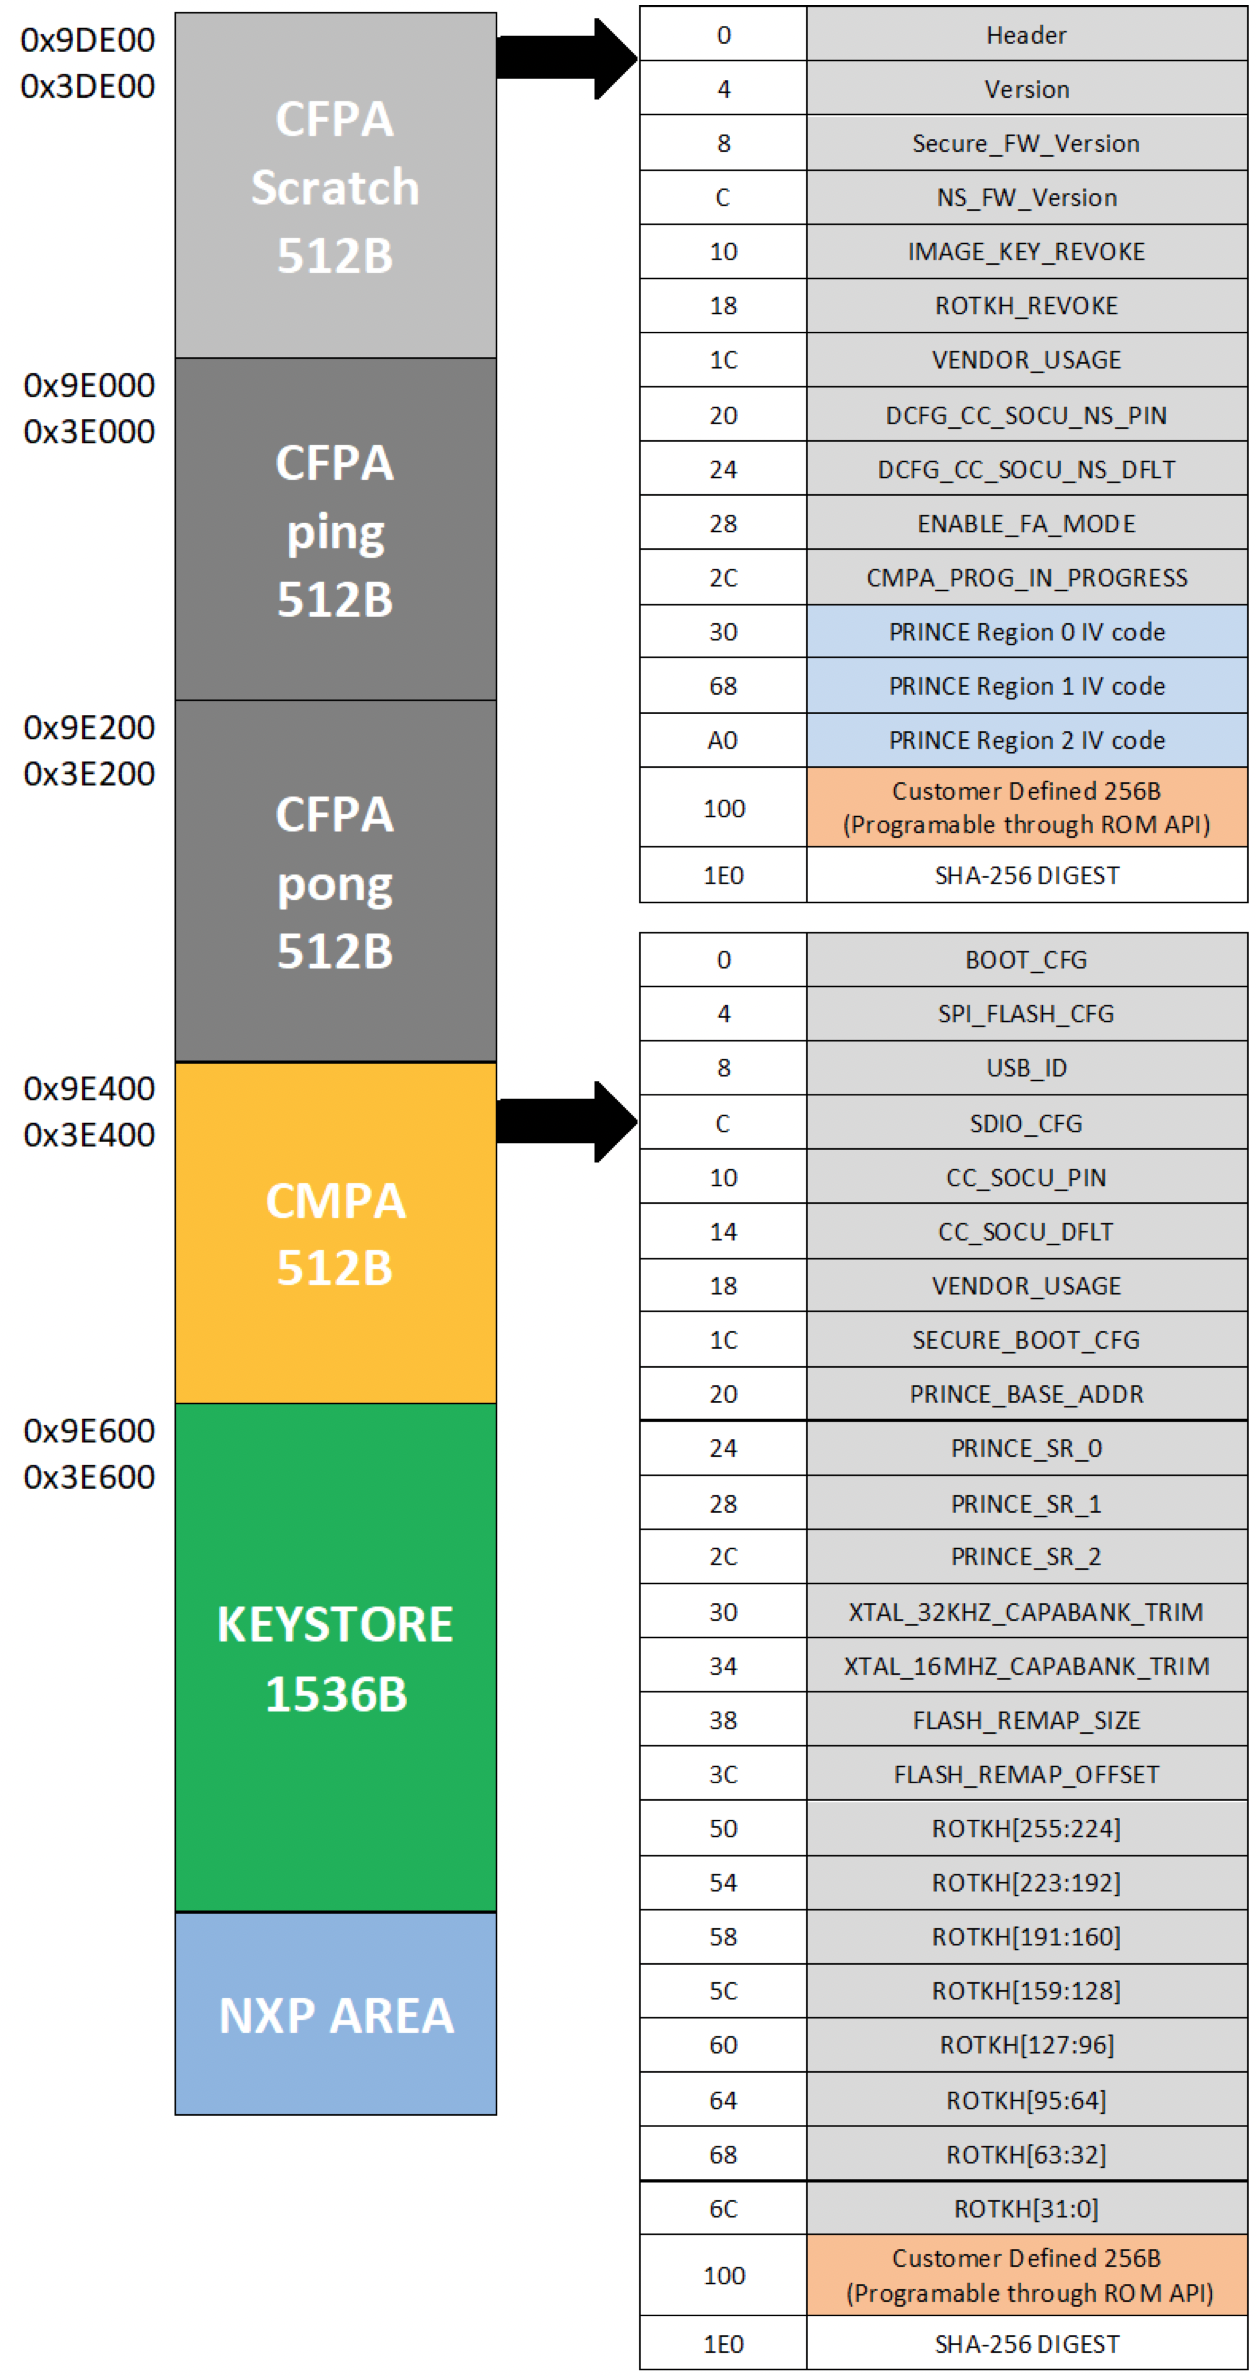 0x9DE00
0x3DE00
CFPA
Scratch
512B
0x9E000
0x3E000
CFPA
ping
512B
0x9E200
0x3E200
CFPA
pong
512B
0x9E400
0x3E400
CMPA
512B
0x9E600
0x3E600
KEYSTORE
1536B
NXP AREA
0 Header
4 Version
8 Secure_FW_Version
C NS_FW_Version
10 IMAGE_KEY_REVOKE
18 ROTKH_REVOKE
1C VENDOR_USAGE
20 DCFG_CC_SOCU_NS_PIN
24 DCFG_CC_SOCU_NS_DFLT
28 ENABLE_FA_MODE
2C CMPA_PROG_IN_PROGRESS
30 PRINCE Region 0 IV code
68 PRINCE Region 1 IV code
A0 PRINCE Region 2 IV code
100 Customer Defined 256B
(Programable through ROM API)
1E0 SHA-256 DIGEST
0 BOOT_CFG
4 SPI_FLASH_CFG
8 USB_ID
C SDIO_CFG
10 CC_SOCU_PIN
14 CC_SOCU_DFLT
18 VENDOR_USAGE
1C SECURE_BOOT_CFG
20 PRINCE_BASE_ADDR
24 PRINCE_SR_0
28 PRINCE_SR_1
2C PRINCE_SR_2
30 XTAL_32KHZ_CAPABANK_TRIM
34 XTAL_16MHZ_CAPABANK_TRIM
38 FLASH_REMAP_SIZE
3C FLASH_REMAP_OFFSET
50 ROTKH[255:224]
54 ROTKH[223:192]
58 ROTKH[191:160]
5C ROTKH[159:128]
60 ROTKH[127:96]
64 ROTKH[95:64]
68 ROTKH[63:32]
6C ROTKH[31:0]
100 Customer Defined 256B
(Programable through ROM API)
1E0 SHA-256 DIGEST